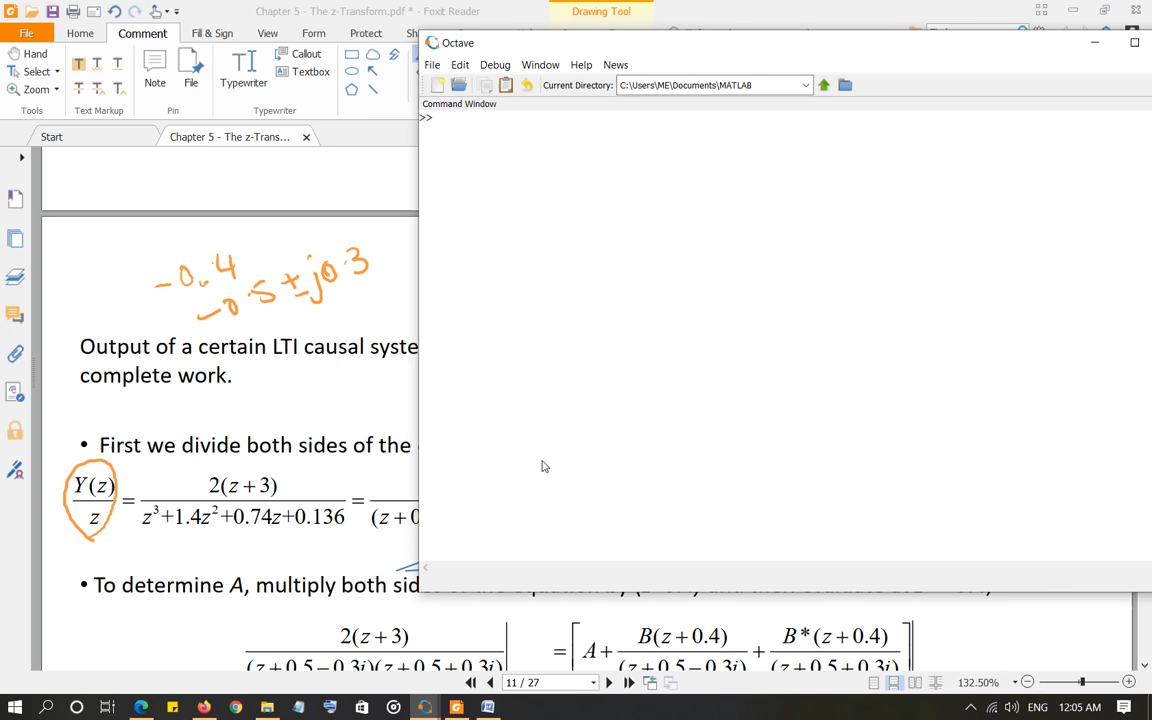 Chapter 5 - The z-Transform.pdf * - Foxit Reader
Drawing Tool
File Home Comment Fill & Sign View Form Protect
Hand
Select
Zoom
Tools
T T T
T T T
Text Markup
Note
File
Pin
Typewriter
Callout
Textbox
Typewriter
Start
Chapter 5 - The z-Trans...
Octave
File Edit Debug Window Help News
Current Directory: C:\Users\ME\Documents\MATLAB
Command Window
>>
-0.4
-0.5 ± j0.3
Output of a certain LTI causal syste
complete work.
• First we divide both sides of the
Y(z)/z = 2(z+3)/(z³+1.4z²+0.74z+0.136) = (z+0
• To determine A, multiply both sid
2(z+3)/(z+0.5−0.3i)(z+0.5+0.3i) = [A + B(z+0.4)/(z+0.5−0.3i) + B*(z+0.4)/(z+0.5+0.3i)]
11 / 27
132.50%
ENG 12:05 AM